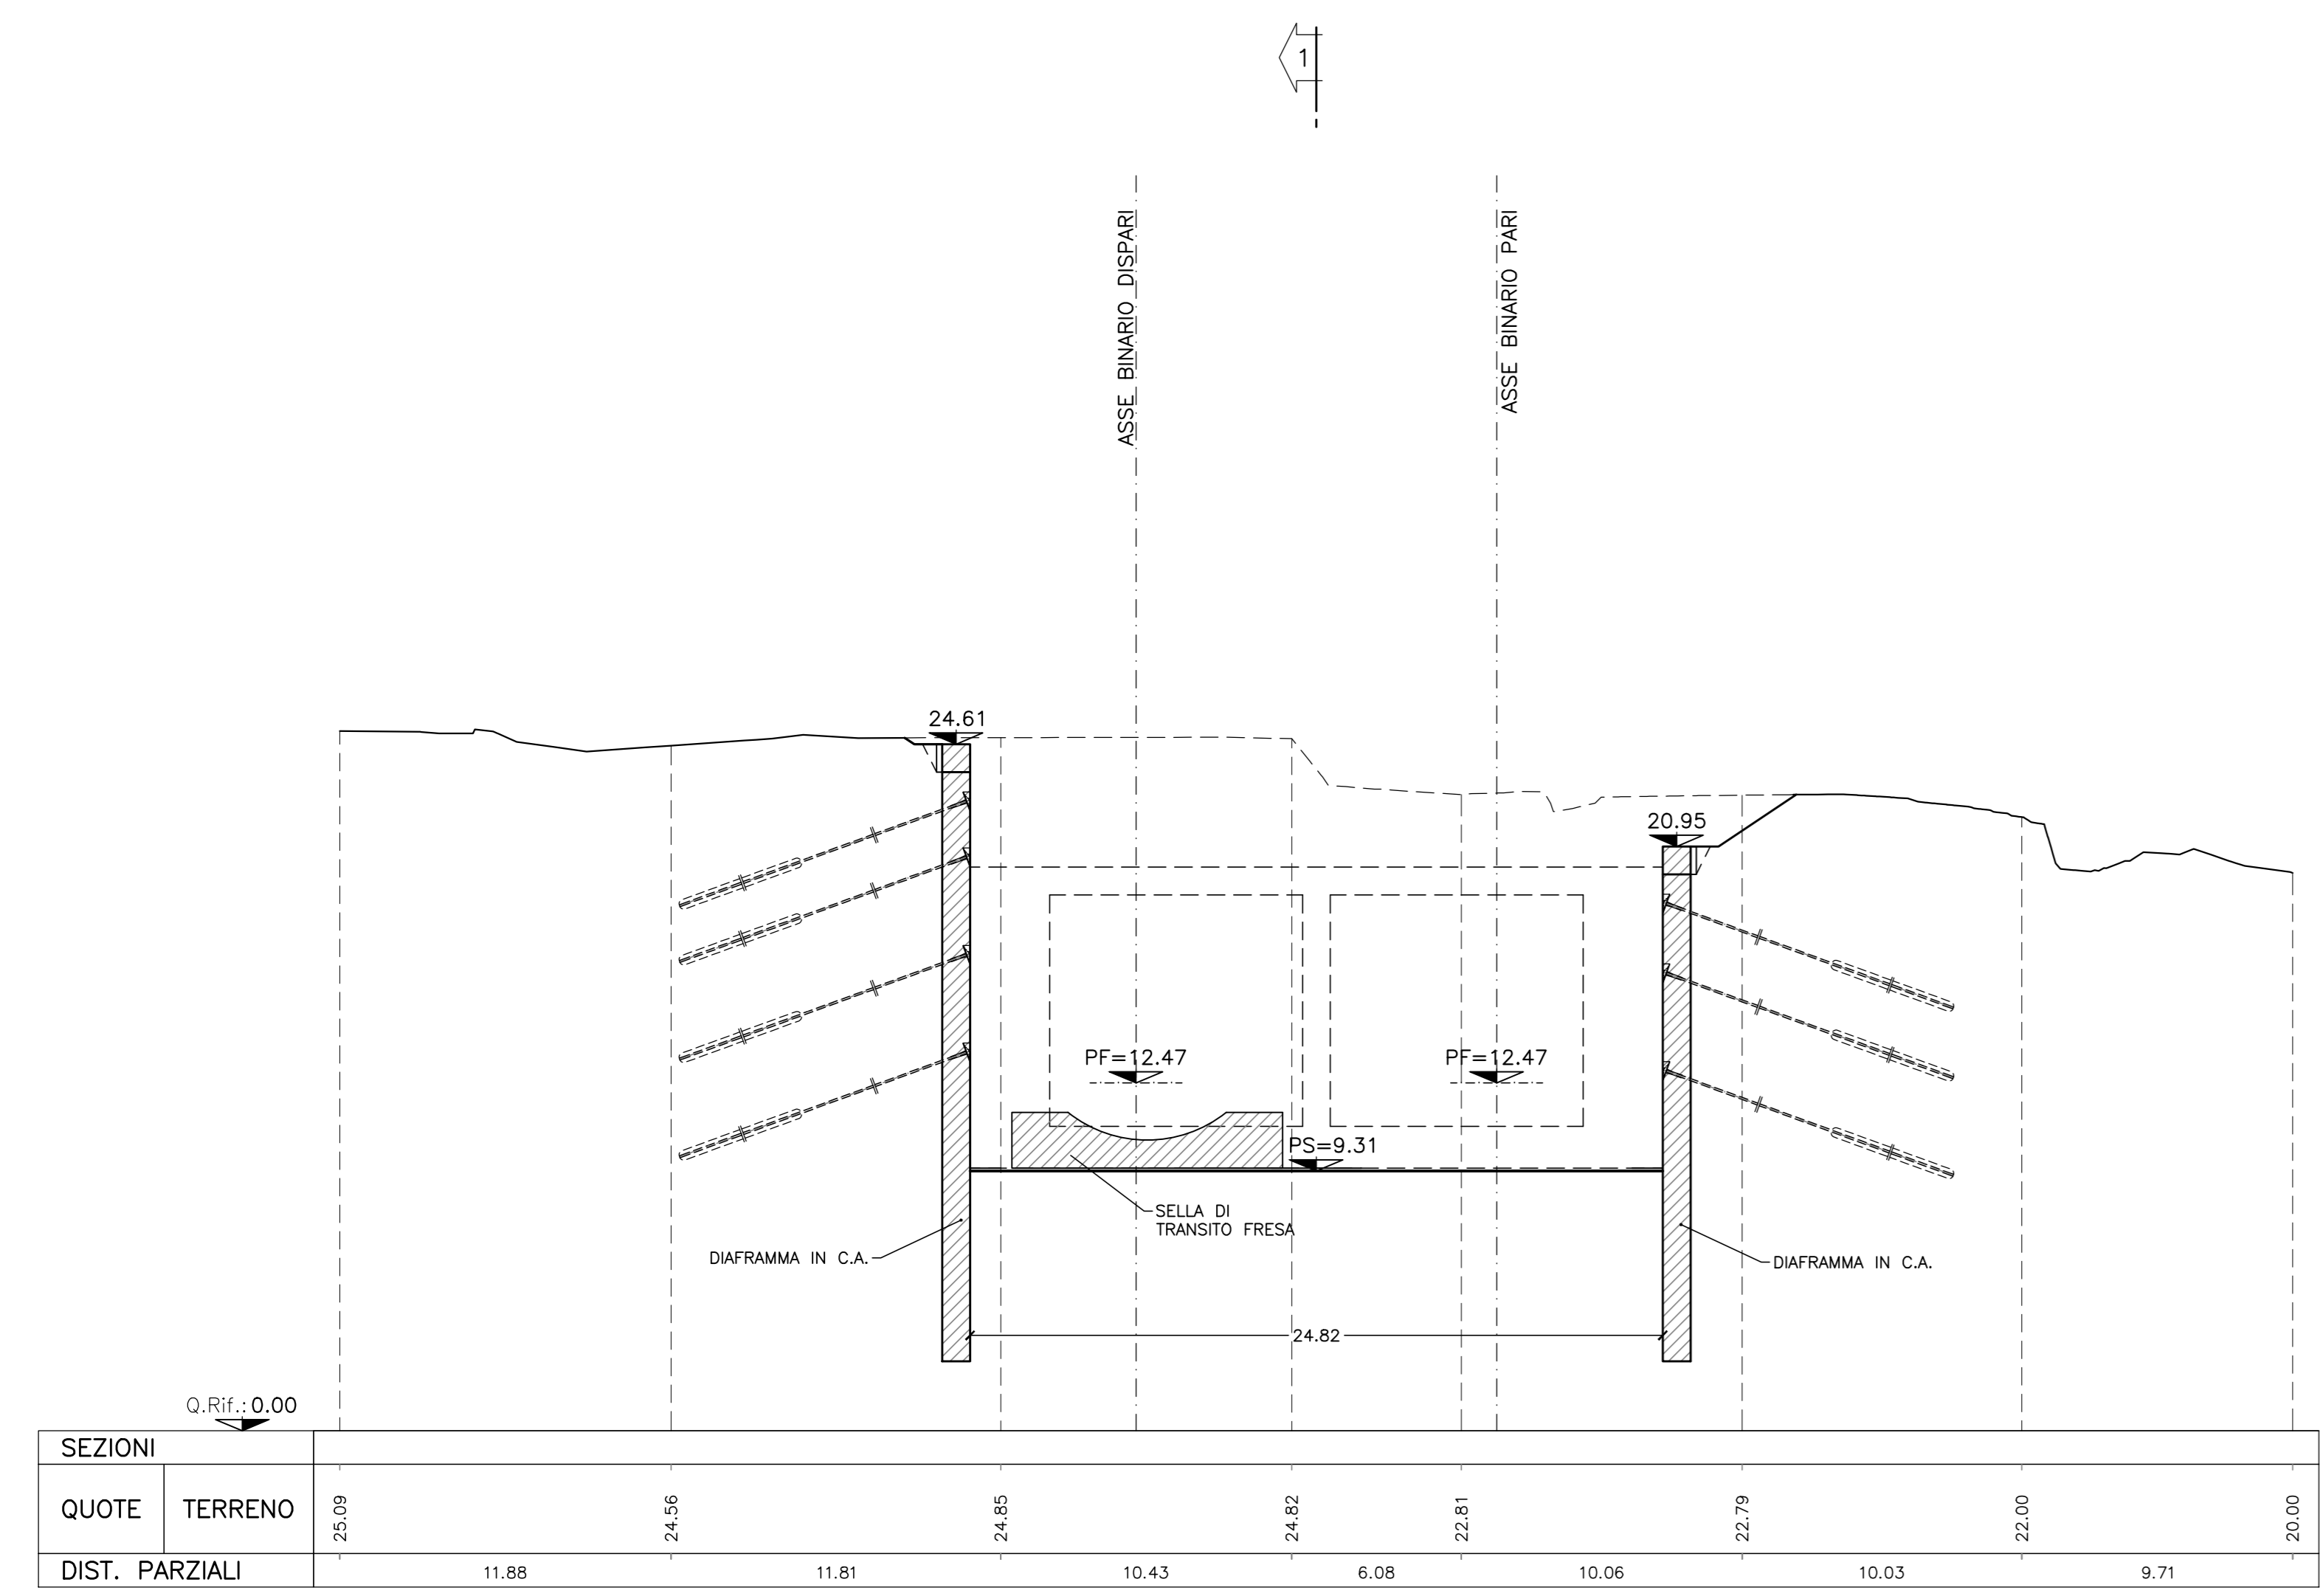 1
ASSE BINARIO DISPARI
ASSE BINARIO PARI
24.61
20.95
PF=12.47
PF=12.47
PS=9.31
SELLA DI
TRANSITO FRESA
DIAFRAMMA IN C.A.
DIAFRAMMA IN C.A.
24.82
Q.Rif.: 0.00
SEZIONI
QUOTE TERRENO 25.09 24.56 24.85 24.82 22.81 22.79 22.00 20.00
DIST. PARZIALI 11.88 11.81 10.43 6.08 10.06 10.03 9.71